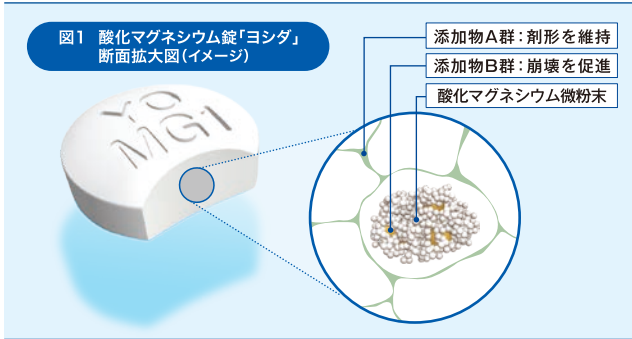 図1 酸化マグネシウム錠「ヨシダ」
断面拡大図（イメージ）
添加物A群：剤形を維持
添加物B群：崩壊を促進
酸化マグネシウム微粉末
YO
MG1